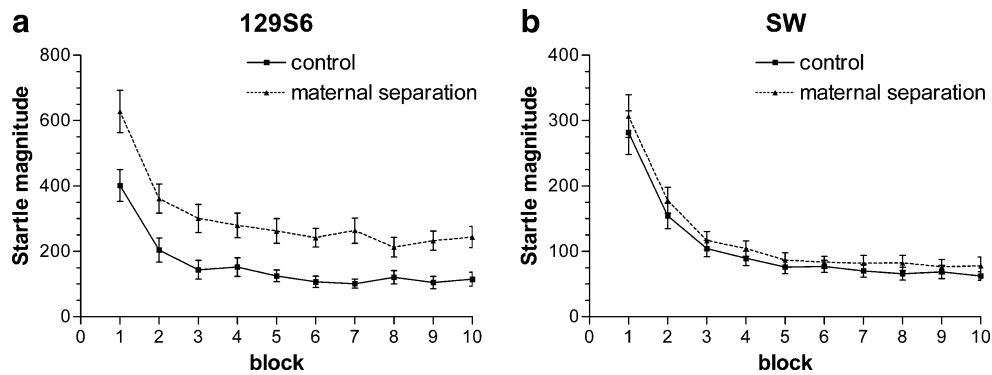 a 129S6
control
maternal separation
Startle magnitude
800
600
400
200
0
0 1 2 3 4 5 6 7 8 9 10
block
b SW
control
maternal separation
Startle magnitude
400
300
200
100
0
0 1 2 3 4 5 6 7 8 9 10
block